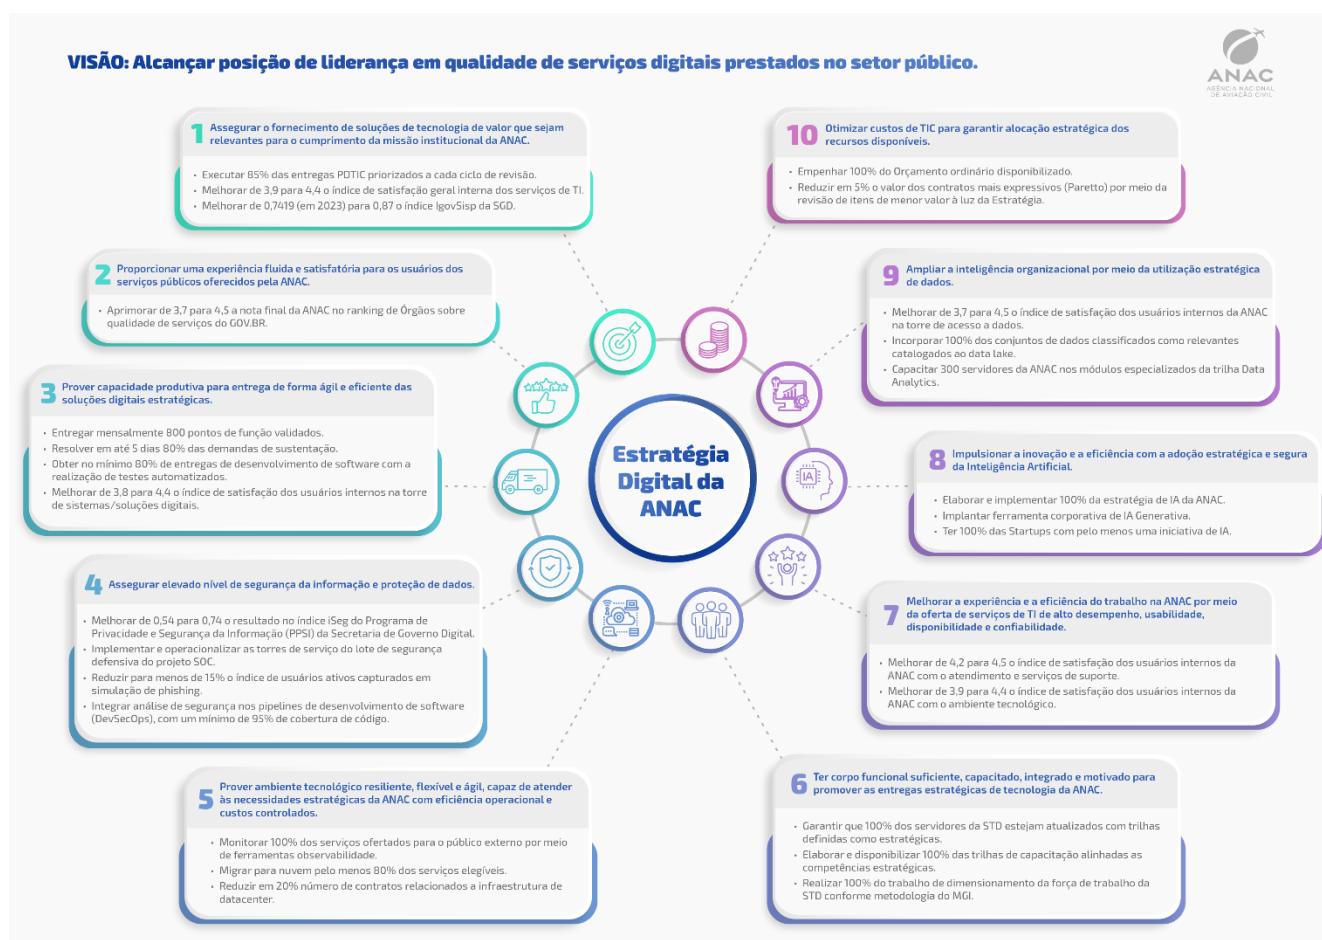 VISÃO: Alcançar posição de liderança em qualidade de serviços digitais prestados no setor público.
ANAC
AGÊNCIA NACIONAL
DE AVIAÇÃO CIVIL
1
Assegurar o fornecimento de soluções de tecnologia de valor que sejam
relevantes para o cumprimento da missão institucional da ANAC.
• Executar 85% das entregas PDTIC priorizados a cada ciclo de revisão.
• Melhorar de 3,9 para 4,4 o índice de satisfação geral interna dos serviços de TI.
• Melhorar de 0,7419 (em 2023) para 0,87 o índice IgovSisp da SGD.
2
Proporcionar uma experiência fluida e satisfatória para os usuários dos
serviços públicos oferecidos pela ANAC.
• Aprimorar de 3,7 para 4,5 a nota final da ANAC no ranking de Órgãos sobre
qualidade de serviços do GOV.BR.
3
Prover capacidade produtiva para entrega de forma ágil e eficiente das
soluções digitais estratégicas.
• Entregar mensalmente 800 pontos de função validados.
• Resolver em até 5 dias 80% das demandas de sustentação.
• Obter no mínimo 80% de entregas de desenvolvimento de software com a
realização de testes automatizados.
• Melhorar de 3,8 para 4,4 o índice de satisfação dos usuários internos na torre
de sistemas/soluções digitais.
4
Assegurar elevado nível de segurança da informação e proteção de dados.
• Melhorar de 0,54 para 0,74 o resultado no índice iSeg do Programa de
Privacidade e Segurança da Informação (PPSI) da Secretaria de Governo Digital.
• Implementar e operacionalizar as torres de serviço do lote de segurança
defensiva do projeto SOC.
• Reduzir para menos de 15% o índice de usuários ativos capturados em
simulação de phishing.
• Integrar análise de segurança nos pipelines de desenvolvimento de software
(DevSecOps), com um mínimo de 95% de cobertura de código.
5
Prover ambiente tecnológico resiliente, flexível e ágil, capaz de atender
às necessidades estratégicas da ANAC com eficiência operacional e
custos controlados.
• Monitorar 100% dos serviços ofertados para o público externo por meio
de ferramentas observabilidade.
• Migrar para nuvem pelo menos 80% dos serviços elegíveis.
• Reduzir em 20% número de contratos relacionados a infraestrutura de
datacenter.
Estratégia
Digital da
ANAC
IA
10
Otimizar custos de TIC para garantir alocação estratégica dos
recursos disponíveis.
• Empenhar 100% do Orçamento ordinário disponibilizado.
• Reduzir em 5% o valor dos contratos mais expressivos (Paretto) por meio da
revisão de itens de menor valor à luz da Estratégia.
9
Ampliar a inteligência organizacional por meio da utilização estratégica
de dados.
• Melhorar de 3,7 para 4,5 o índice de satisfação dos usuários internos da ANAC
na torre de acesso a dados.
• Incorporar 100% dos conjuntos de dados classificados como relevantes
catalogados ao data lake.
• Capacitar 300 servidores da ANAC nos módulos especializados da trilha Data
Analytics.
8
Impulsionar a inovação e a eficiência com a adoção estratégica e segura
da Inteligência Artificial.
• Elaborar e implementar 100% da estratégia de IA da ANAC.
• Implantar ferramenta corporativa de IA Generativa.
• Ter 100% das Startups com pelo menos uma iniciativa de IA.
7
Melhorar a experiência e a eficiência do trabalho na ANAC por meio
da oferta de serviços de TI de alto desempenho, usabilidade,
disponibilidade e confiabilidade.
• Melhorar de 4,2 para 4,5 o índice de satisfação dos usuários internos da
ANAC com o atendimento e serviços de suporte.
• Melhorar de 3,9 para 4,4 o índice de satisfação dos usuários internos da
ANAC com o ambiente tecnológico.
6
Ter corpo funcional suficiente, capacitado, integrado e motivado para
promover as entregas estratégicas de tecnologia da ANAC.
• Garantir que 100% dos servidores da STD estejam atualizados com trilhas
definidas como estratégicas.
• Elaborar e disponibilizar 100% das trilhas de capacitação alinhadas as
competências estratégicas.
• Realizar 100% do trabalho de dimensionamento da força de trabalho da
STD conforme metodologia do MGI.